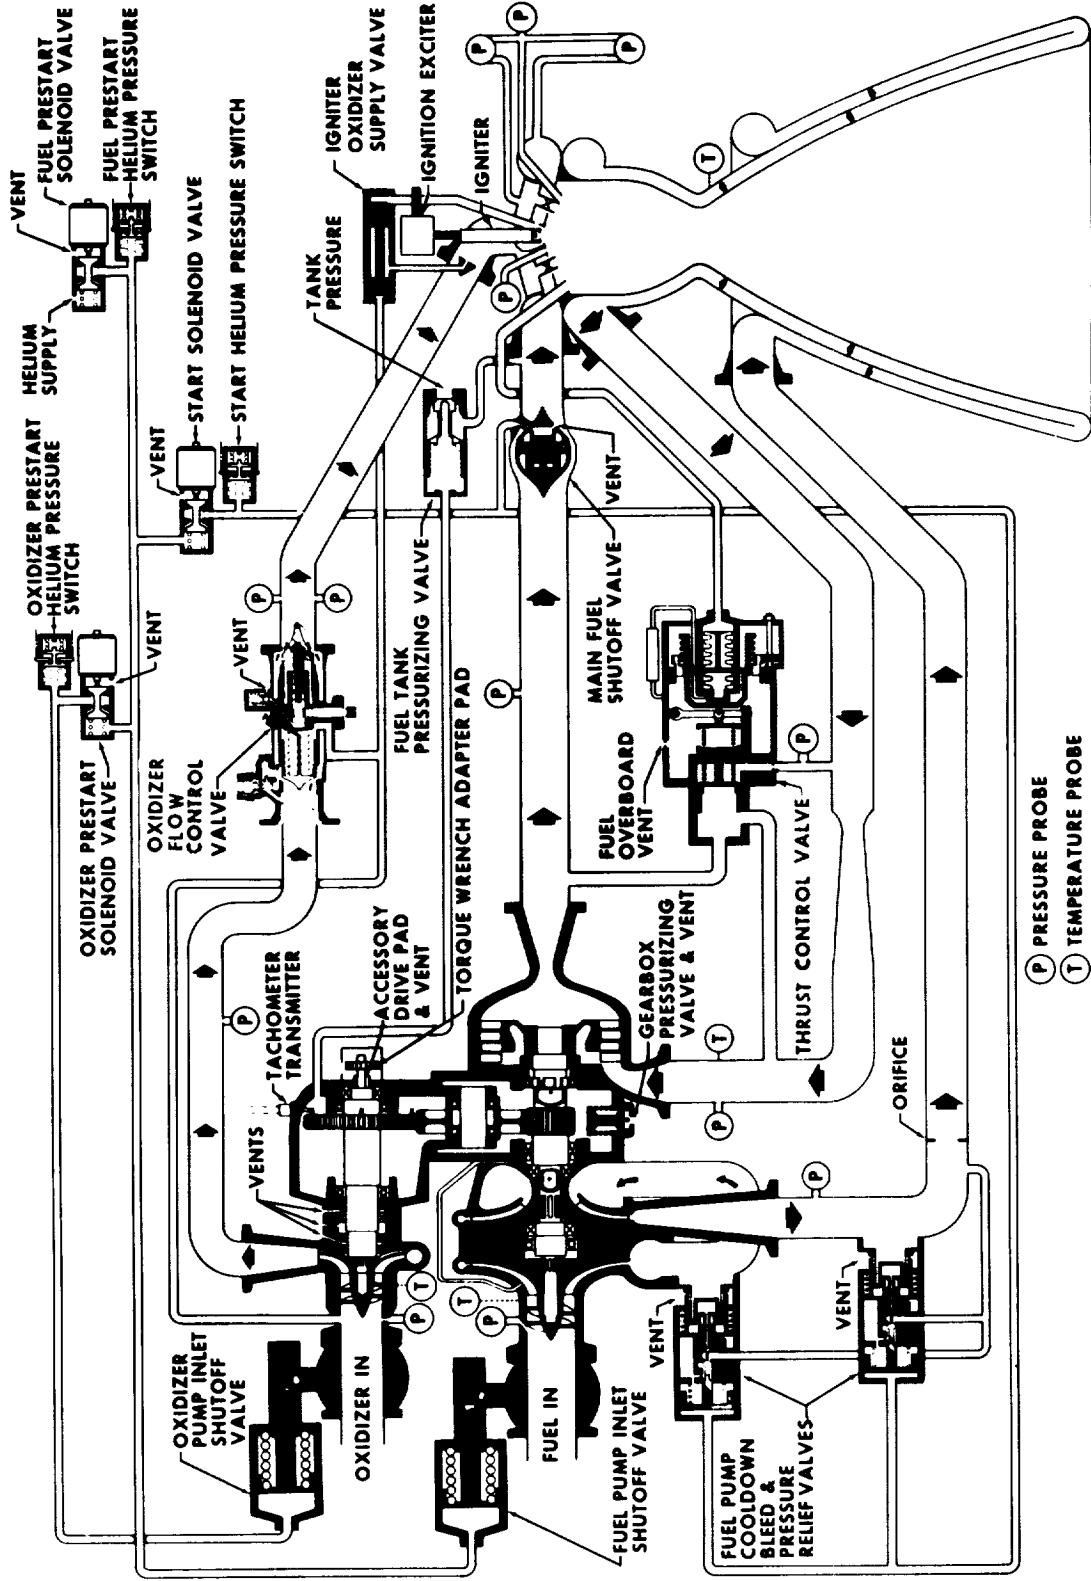 VENT
FUEL PRESTART
SOLENOID VALVE
FUEL PRESTART
HELIUM PRESSURE
SWITCH
HELIUM
SUPPLY
OXIDIZER PRESTART
HELIUM PRESSURE
SWITCH
VENT
START SOLENOID VALVE
START HELIUM PRESSURE SWITCH
VENT
OXIDIZER PRESTART
SOLENOID VALVE
IGNITER
OXIDIZER
SUPPLY VALVE
IGNITION EXCITER
IGNITER
TANK
PRESSURE
P
P
P
P
T
P
P
VENT
OXIDIZER
FLOW
CONTROL
VALVE
FUEL TANK
PRESSURIZING VALVE
TORQUE WRENCH ADAPTER PAD
ACCESSORY
DRIVE PAD
& VENT
TACHOMETER
TRANSMITTER
P
VENTS
VENT
MAIN FUEL
SHUTOFF VALVE
P
FUEL
OVERBOARD
VENT
P
THRUST CONTROL VALVE
GEARBOX
PRESSURIZING
VALVE & VENT
T
P
ORIFICE
P
OXIDIZER
PUMP INLET
SHUTOFF
VALVE
OXIDIZER IN
T
P
T
P
FUEL IN
FUEL PUMP INLET
SHUTOFF VALVE
VENT
VENT
FUEL PUMP
COOLDOWN
BLEED &
PRESSURE
RELIEF VALVES
P PRESSURE PROBE
T TEMPERATURE PROBE